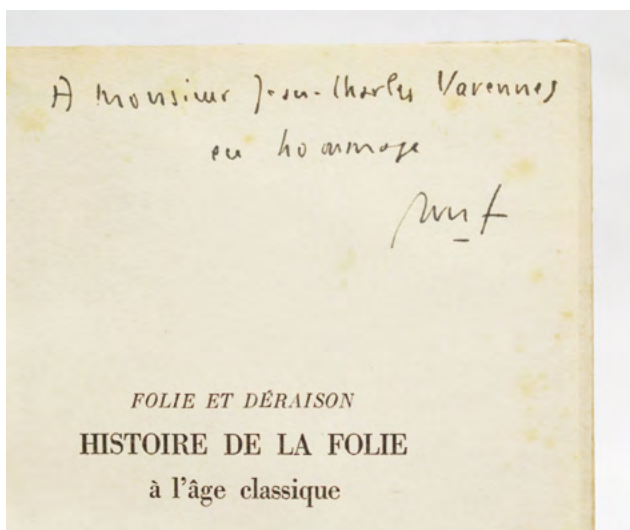 A Monsieur Jean-Charles Varennes
en hommage
FOLIE ET DÉRAISON
HISTOIRE DE LA FOLIE
à l'âge classique